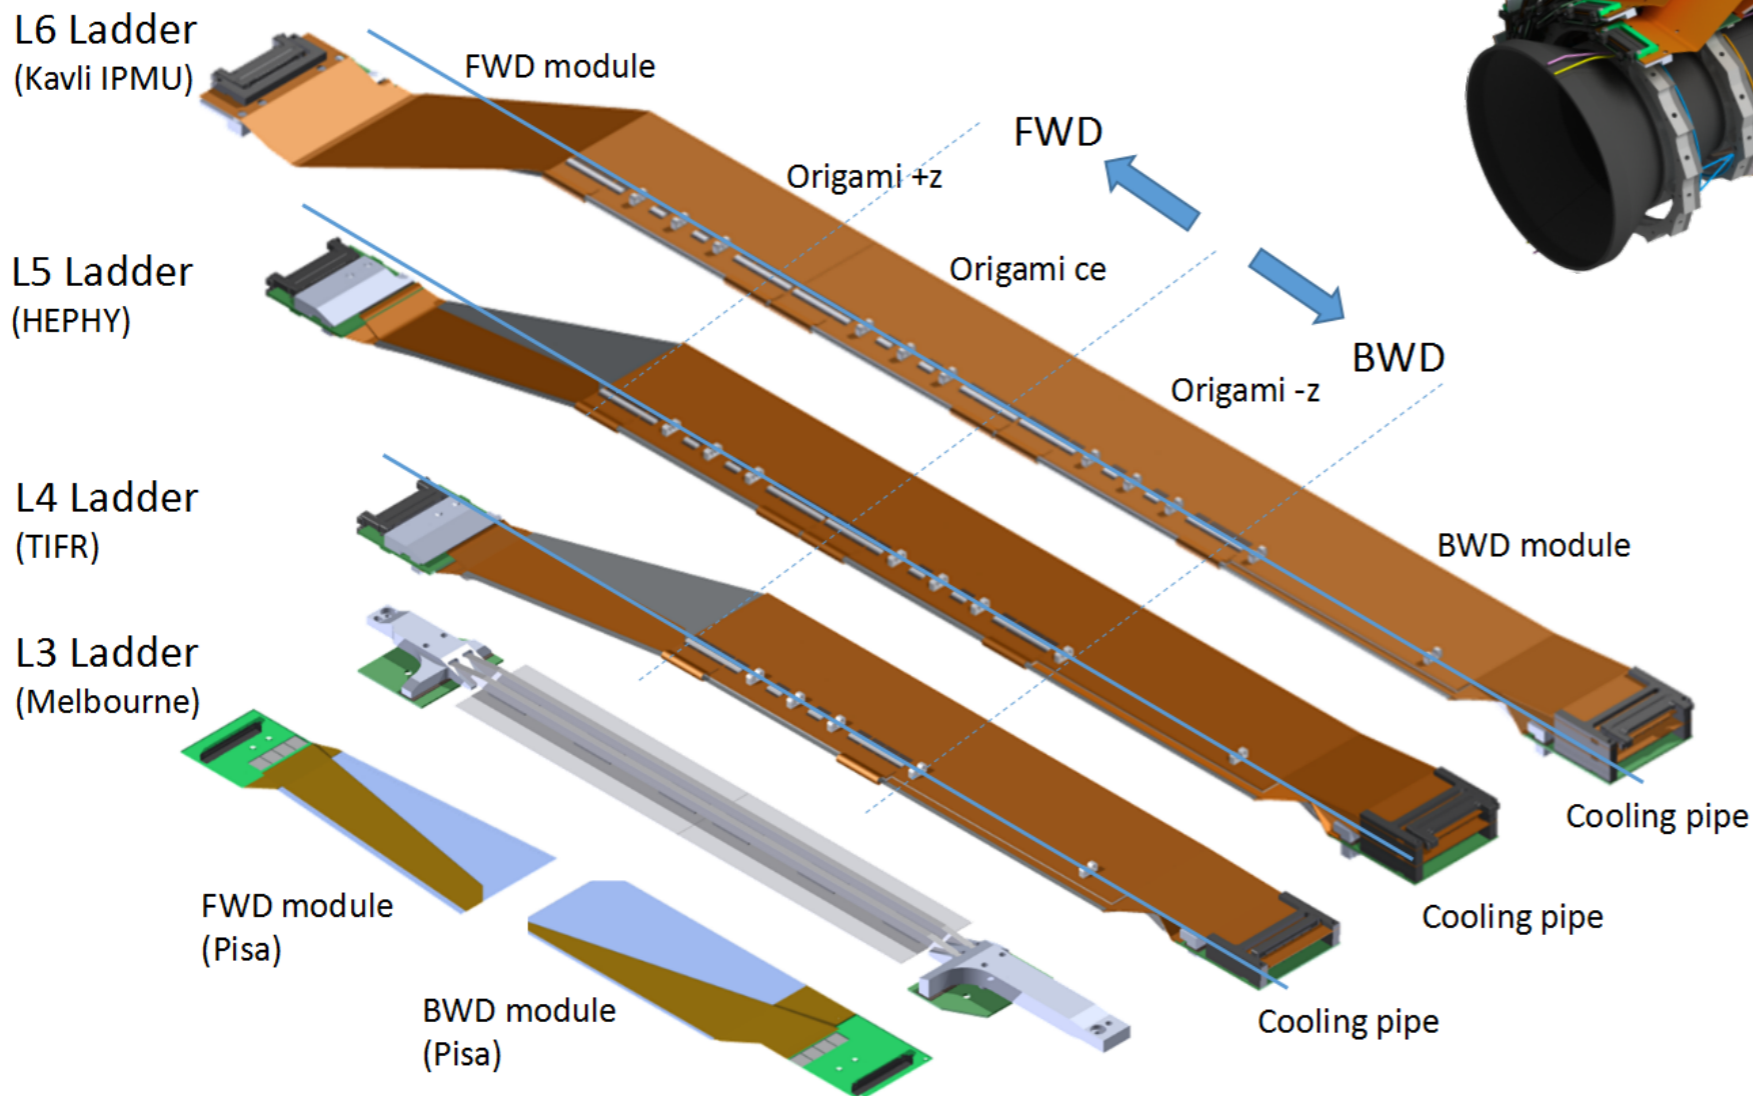 L6 Ladder
(Kavli IPMU)
FWD module
FWD
Origami +z
Origami ce
L5 Ladder
(HEPHY)
BWD
Origami -z
L4 Ladder
(TIFR)
BWD module
L3 Ladder
(Melbourne)
Cooling pipe
FWD module
(Pisa)
Cooling pipe
BWD module
(Pisa)
Cooling pipe